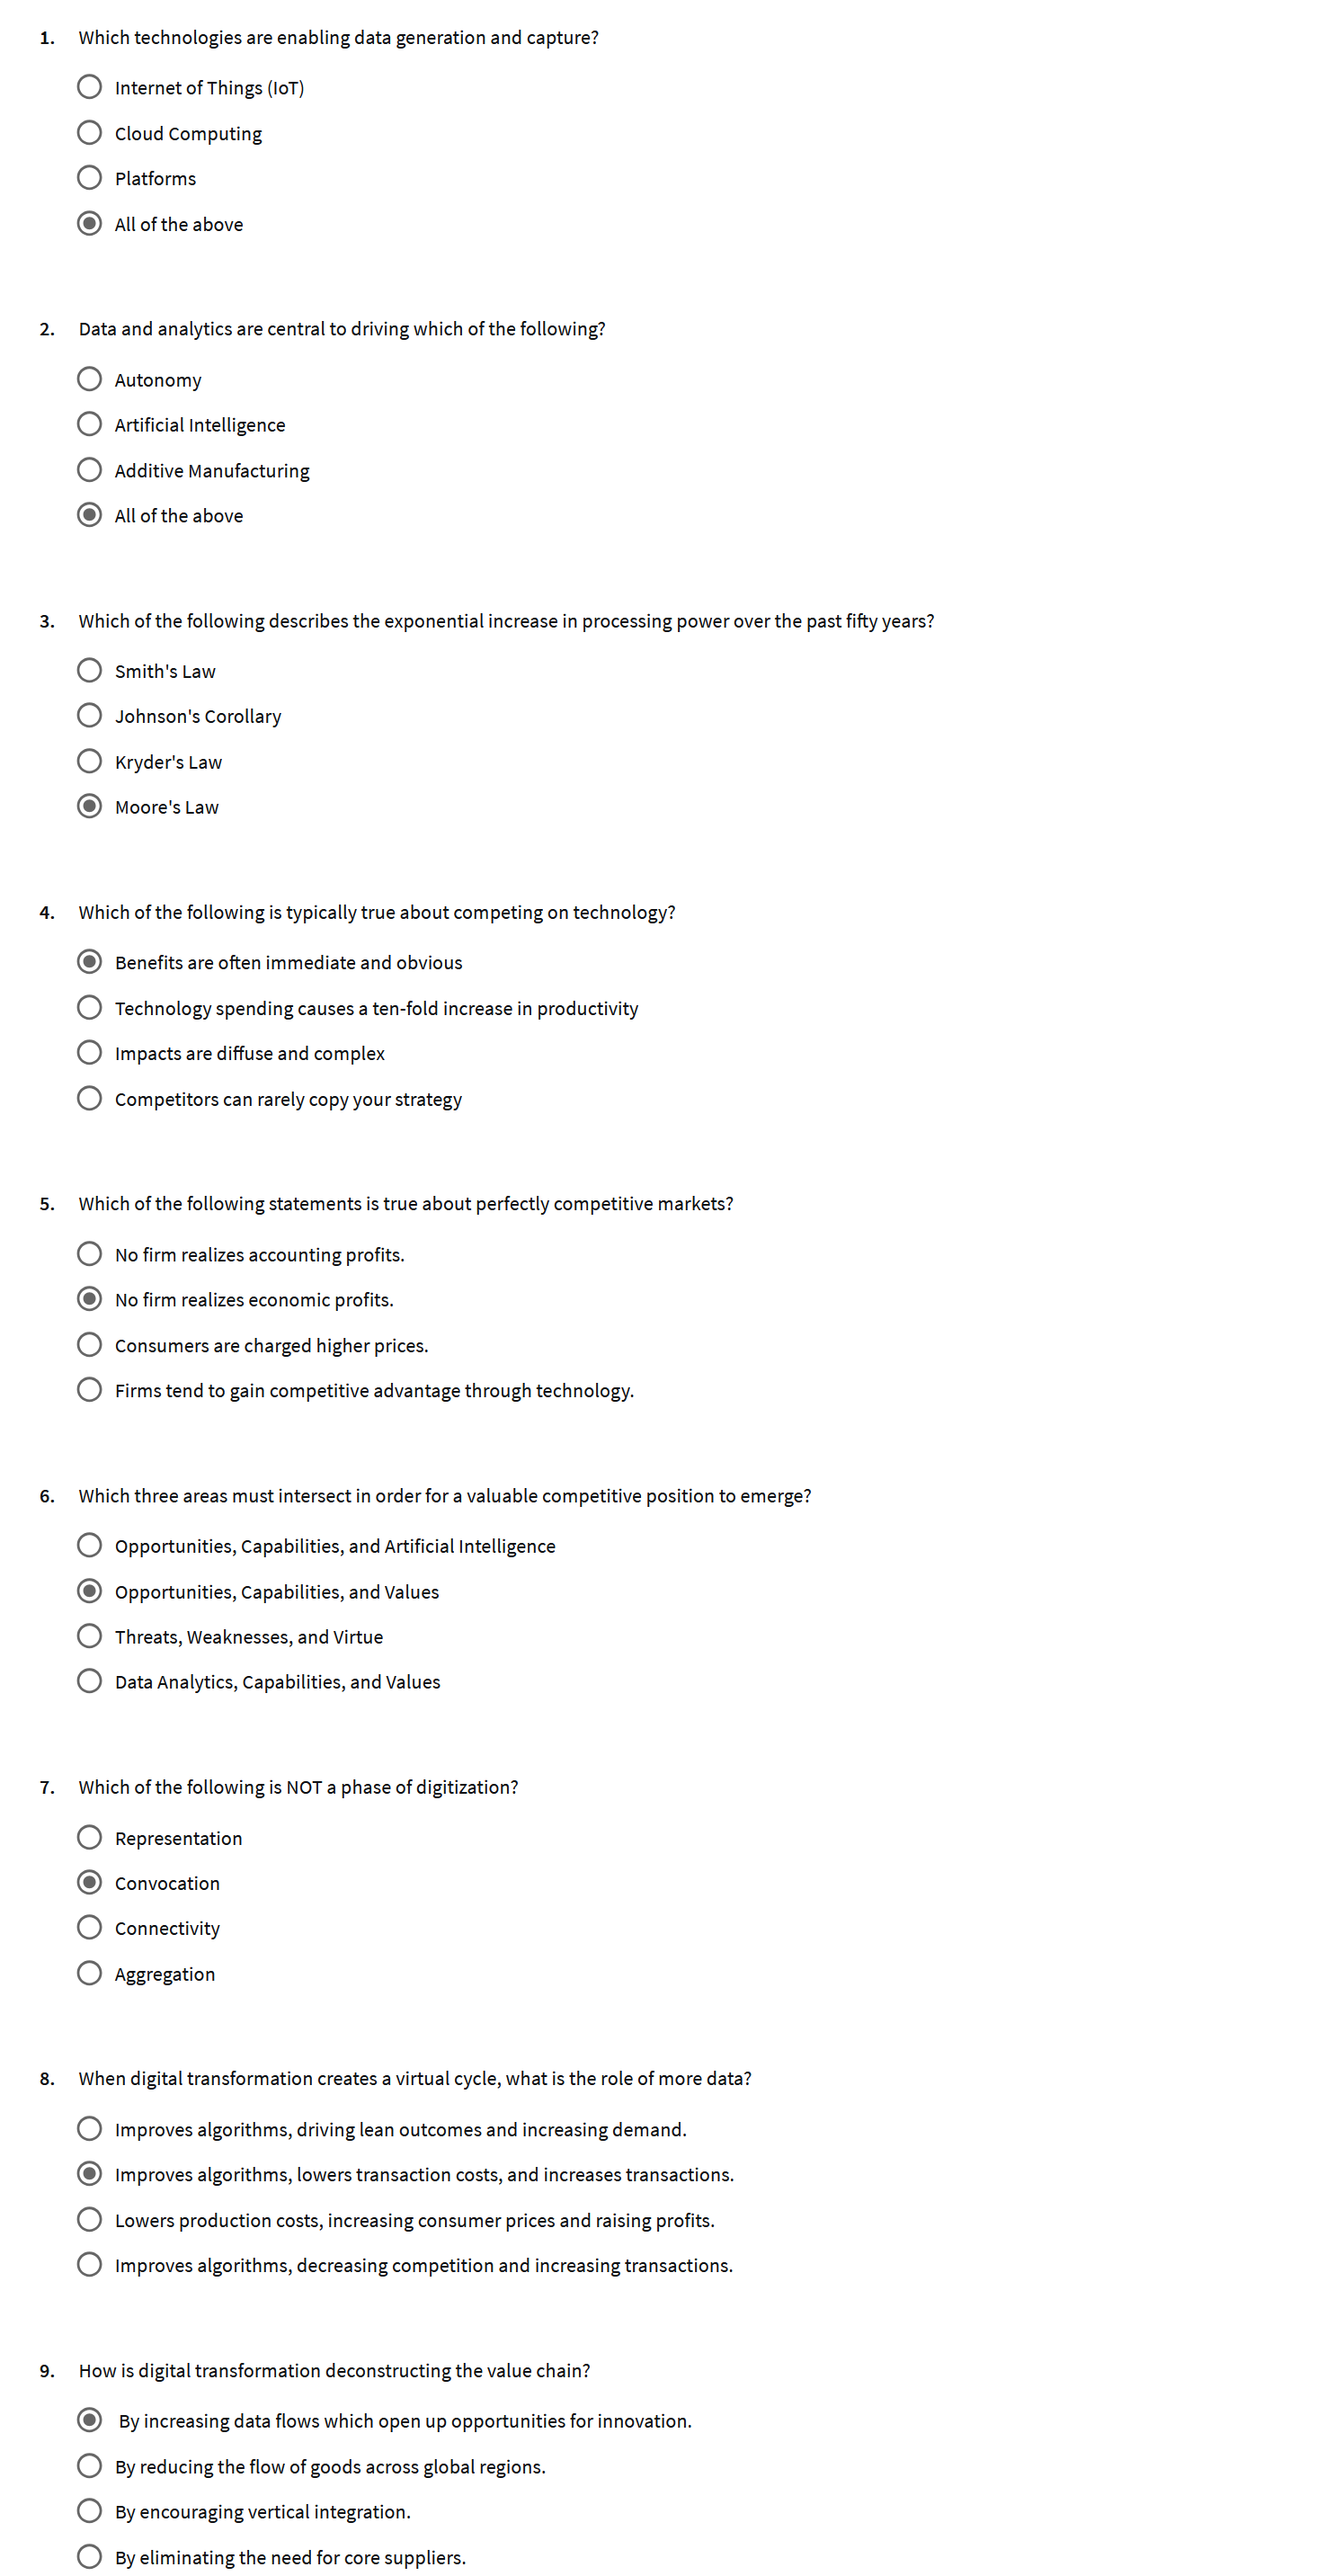 1. Which technologies are enabling data generation and capture?
Internet of Things (IoT)
Cloud Computing
Platforms
All of the above
2. Data and analytics are central to driving which of the following?
Autonomy
Artificial Intelligence
Additive Manufacturing
All of the above
3. Which of the following describes the exponential increase in processing power over the past fifty years?
Smith's Law
Johnson's Corollary
Kryder's Law
Moore's Law
4. Which of the following is typically true about competing on technology?
Benefits are often immediate and obvious
Technology spending causes a ten-fold increase in productivity
Impacts are diffuse and complex
Competitors can rarely copy your strategy
5. Which of the following statements is true about perfectly competitive markets?
No firm realizes accounting profits.
No firm realizes economic profits.
Consumers are charged higher prices.
Firms tend to gain competitive advantage through technology.
6. Which three areas must intersect in order for a valuable competitive position to emerge?
Opportunities, Capabilities, and Artificial Intelligence
Opportunities, Capabilities, and Values
Threats, Weaknesses, and Virtue
Data Analytics, Capabilities, and Values
7. Which of the following is NOT a phase of digitization?
Representation
Convocation
Connectivity
Aggregation
8. When digital transformation creates a virtual cycle, what is the role of more data?
Improves algorithms, driving lean outcomes and increasing demand.
Improves algorithms, lowers transaction costs, and increases transactions.
Lowers production costs, increasing consumer prices and raising profits.
Improves algorithms, decreasing competition and increasing transactions.
9. How is digital transformation deconstructing the value chain?
By increasing data flows which open up opportunities for innovation.
By reducing the flow of goods across global regions.
By encouraging vertical integration.
By eliminating the need for core suppliers.